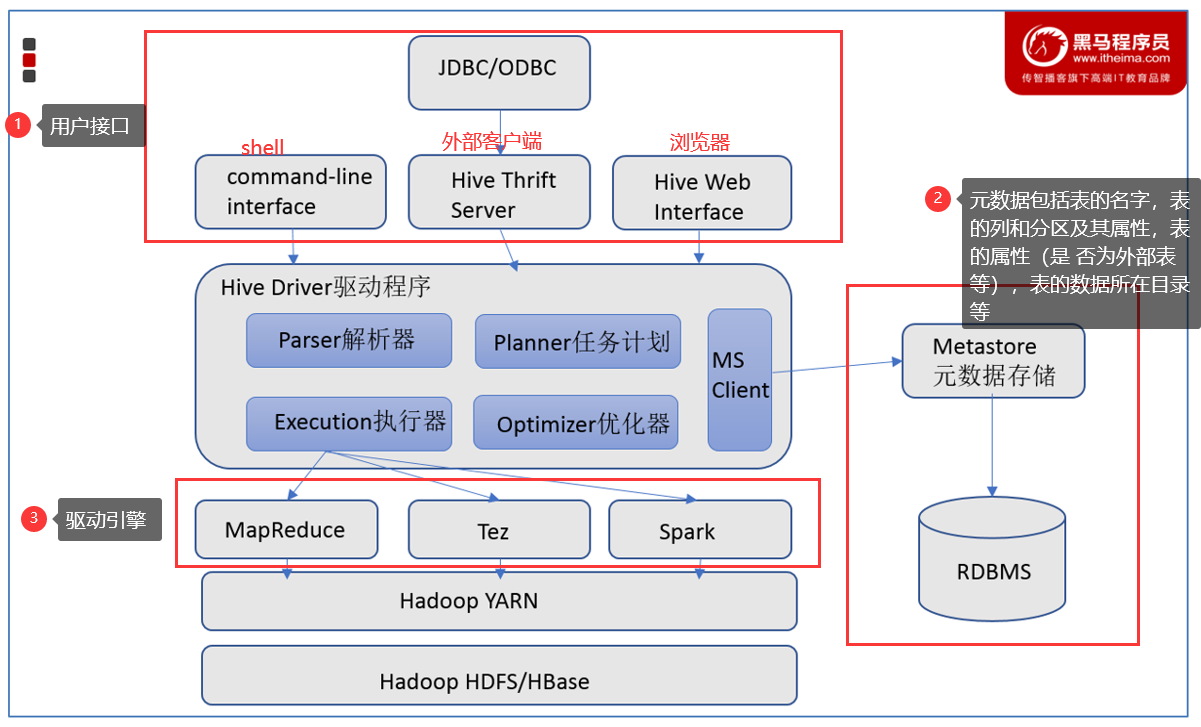 黑马程序员
www.itheima.com
传智播客旗下高端IT教育品牌
JDBC/ODBC
1
用户接口
shell
外部客户端
浏览器
command-line
interface
Hive Thrift
Server
Hive Web
Interface
2
元数据包括表的名字，表
的列和分区及其属性，表
的属性（是 否为外部表
等），表的数据所在目录
等
Hive Driver驱动程序
Parser解析器
Planner任务计划
MS
Client
Execution执行器
Optimizer优化器
Metastore
元数据存储
3
驱动引擎
MapReduce
Tez
Spark
RDBMS
Hadoop YARN
Hadoop HDFS/HBase